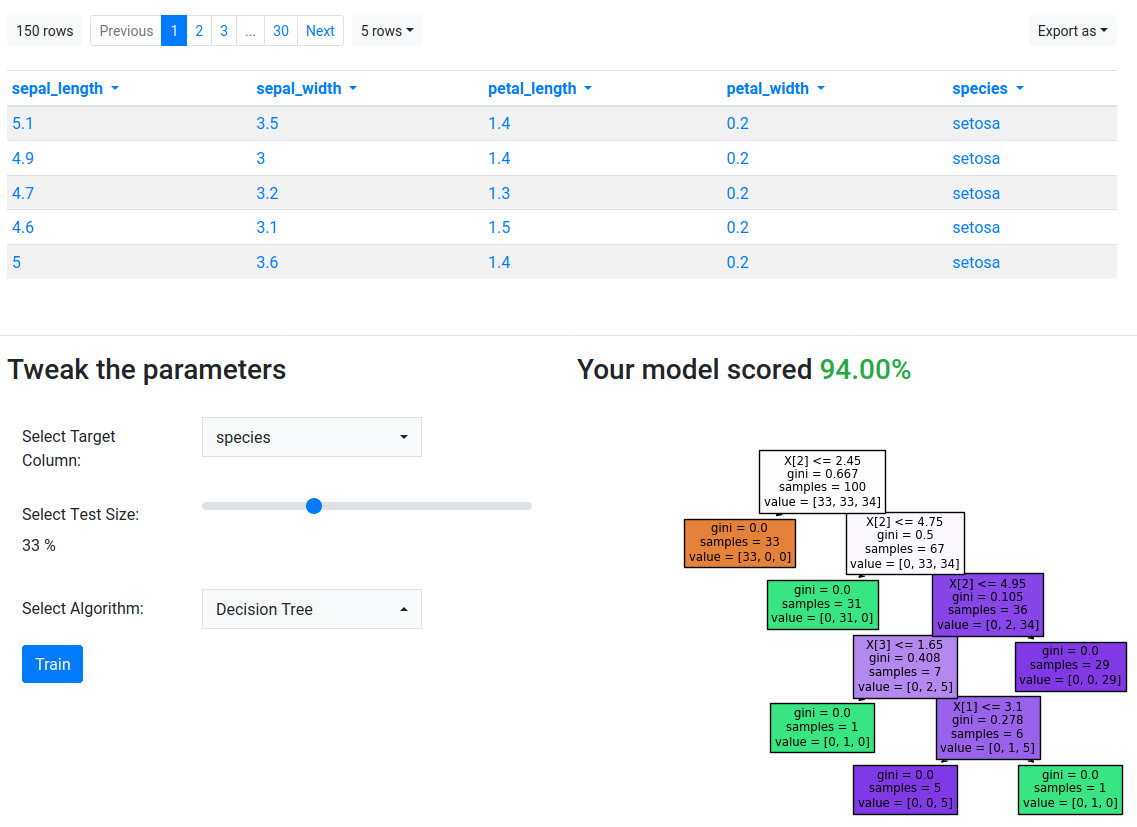 150 rows Previous 1 2 3 ... 30 Next 5 rows Export as
sepal_length sepal_width petal_length petal_width species
5.1 3.5 1.4 0.2 setosa
4.9 3 1.4 0.2 setosa
4.7 3.2 1.3 0.2 setosa
4.6 3.1 1.5 0.2 setosa
5 3.6 1.4 0.2 setosa
Tweak the parameters
Select Target
Column:
species
Select Test Size:
33 %
Select Algorithm:
Decision Tree
Train
Your model scored 94.00%
X[2] <= 2.45
gini = 0.667
samples = 100
value = [33, 33, 34]
gini = 0.0
samples = 33
value = [33, 0, 0]
X[2] <= 4.75
gini = 0.5
samples = 67
value = [0, 33, 34]
gini = 0.0
samples = 31
value = [0, 31, 0]
X[2] <= 4.95
gini = 0.105
samples = 36
value = [0, 2, 34]
X[3] <= 1.65
gini = 0.408
samples = 7
value = [0, 2, 5]
gini = 0.0
samples = 29
value = [0, 0, 29]
gini = 0.0
samples = 1
value = [0, 1, 0]
X[1] <= 3.1
gini = 0.278
samples = 6
value = [0, 1, 5]
gini = 0.0
samples = 5
value = [0, 0, 5]
gini = 0.0
samples = 1
value = [0, 1, 0]